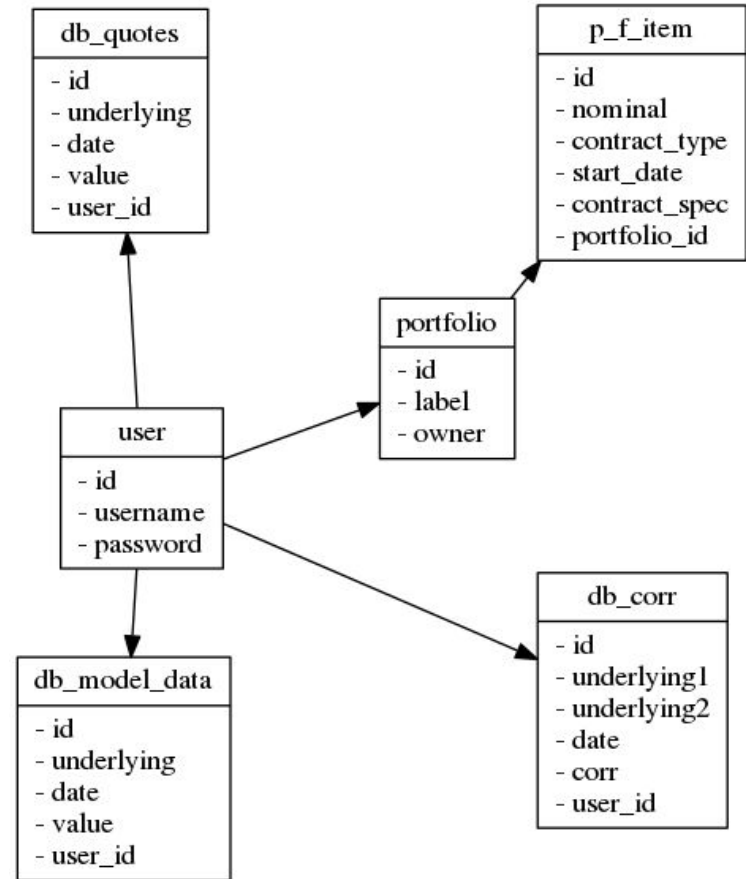 db_quotes
- id
- underlying
- date
- value
- user_id
p_f_item
- id
- nominal
- contract_type
- start_date
- contract_spec
- portfolio_id
portfolio
- id
- label
- owner
user
- id
- username
- password
db_corr
- id
- underlying1
- underlying2
- date
- corr
- user_id
db_model_data
- id
- underlying
- date
- value
- user_id